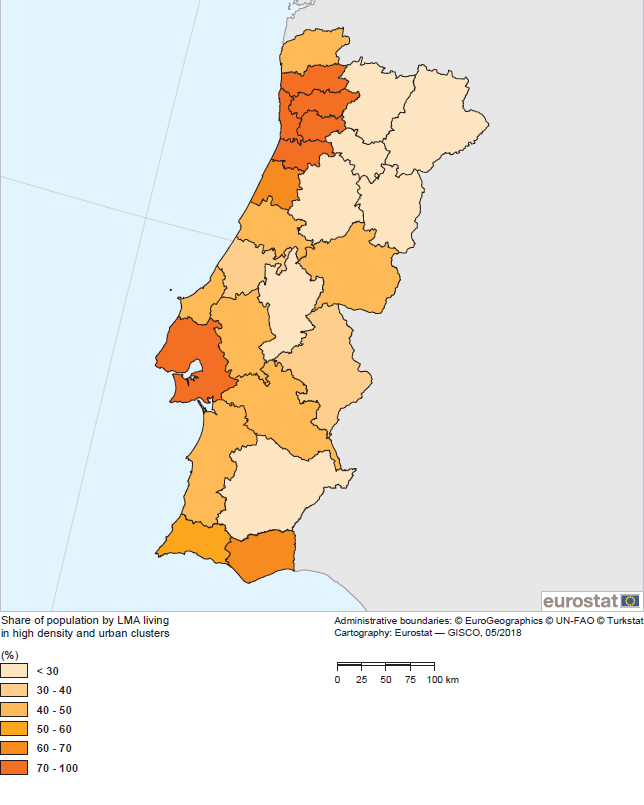 eurostat
Share of population by LMA living
in high density and urban clusters
Administrative boundaries: © EuroGeographics © UN-FAO © Turkstat
Cartography: Eurostat — GISCO, 05/2018
(%)
< 30
30 - 40
40 - 50
50 - 60
60 - 70
70 - 100
0 25 50 75 100 km